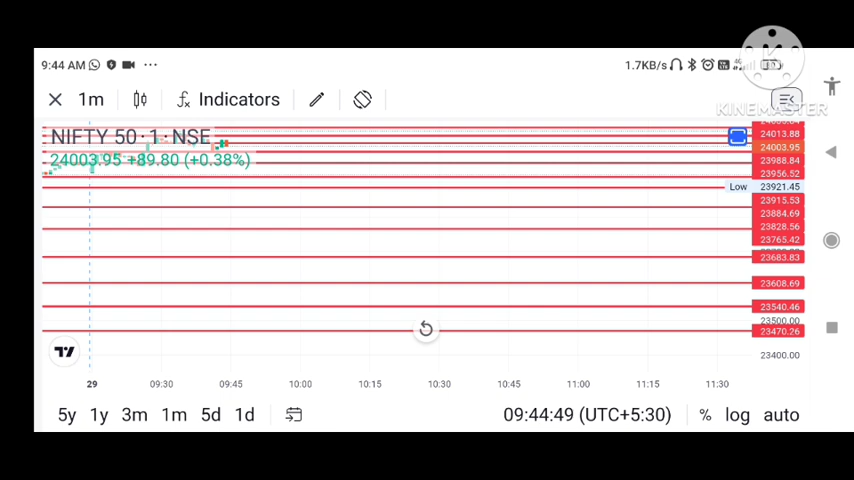 9:44 AM
1.7KB/s
KINEMASTER
1m
Indicators
NIFTY 50 · 1 · NSE
24003.95 +89.80 (+0.38%)
24013.88
24003.95
23988.84
23956.52
Low 23921.45
23915.53
23884.69
23828.56
23765.42
23683.83
23608.69
23540.46
23500.00
23470.26
23400.00
29 09:30 09:45 10:00 10:15 10:30 10:45 11:00 11:15 11:30
5y 1y 3m 1m 5d 1d 09:44:49 (UTC+5:30) % log auto